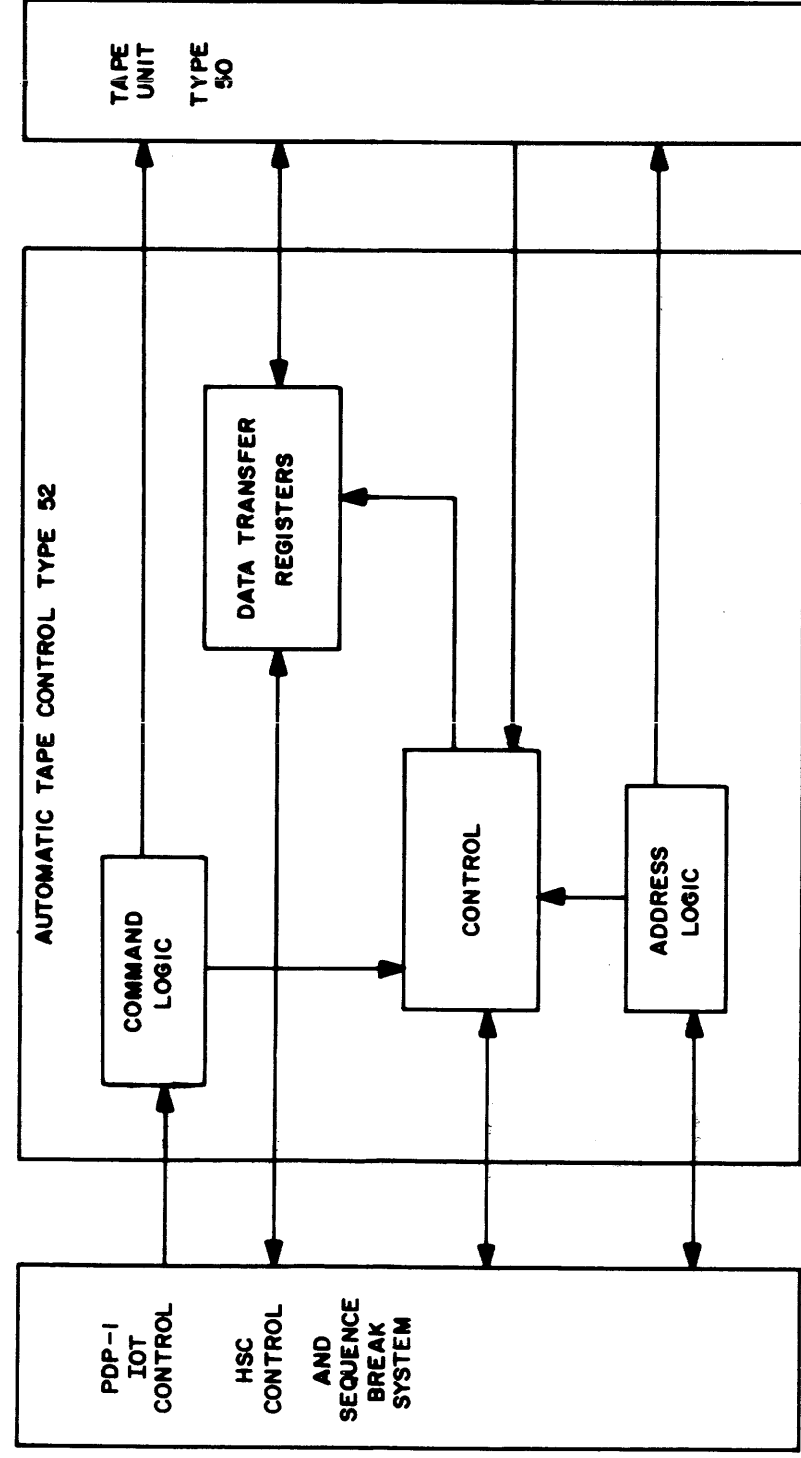 AUTOMATIC TAPE CONTROL TYPE 52
PDP-1
IOT
CONTROL
HSC
CONTROL
AND
SEQUENCE
BREAK
SYSTEM
COMMAND
LOGIC
DATA TRANSFER
REGISTERS
CONTROL
ADDRESS
LOGIC
TAPE
UNIT
TYPE
50